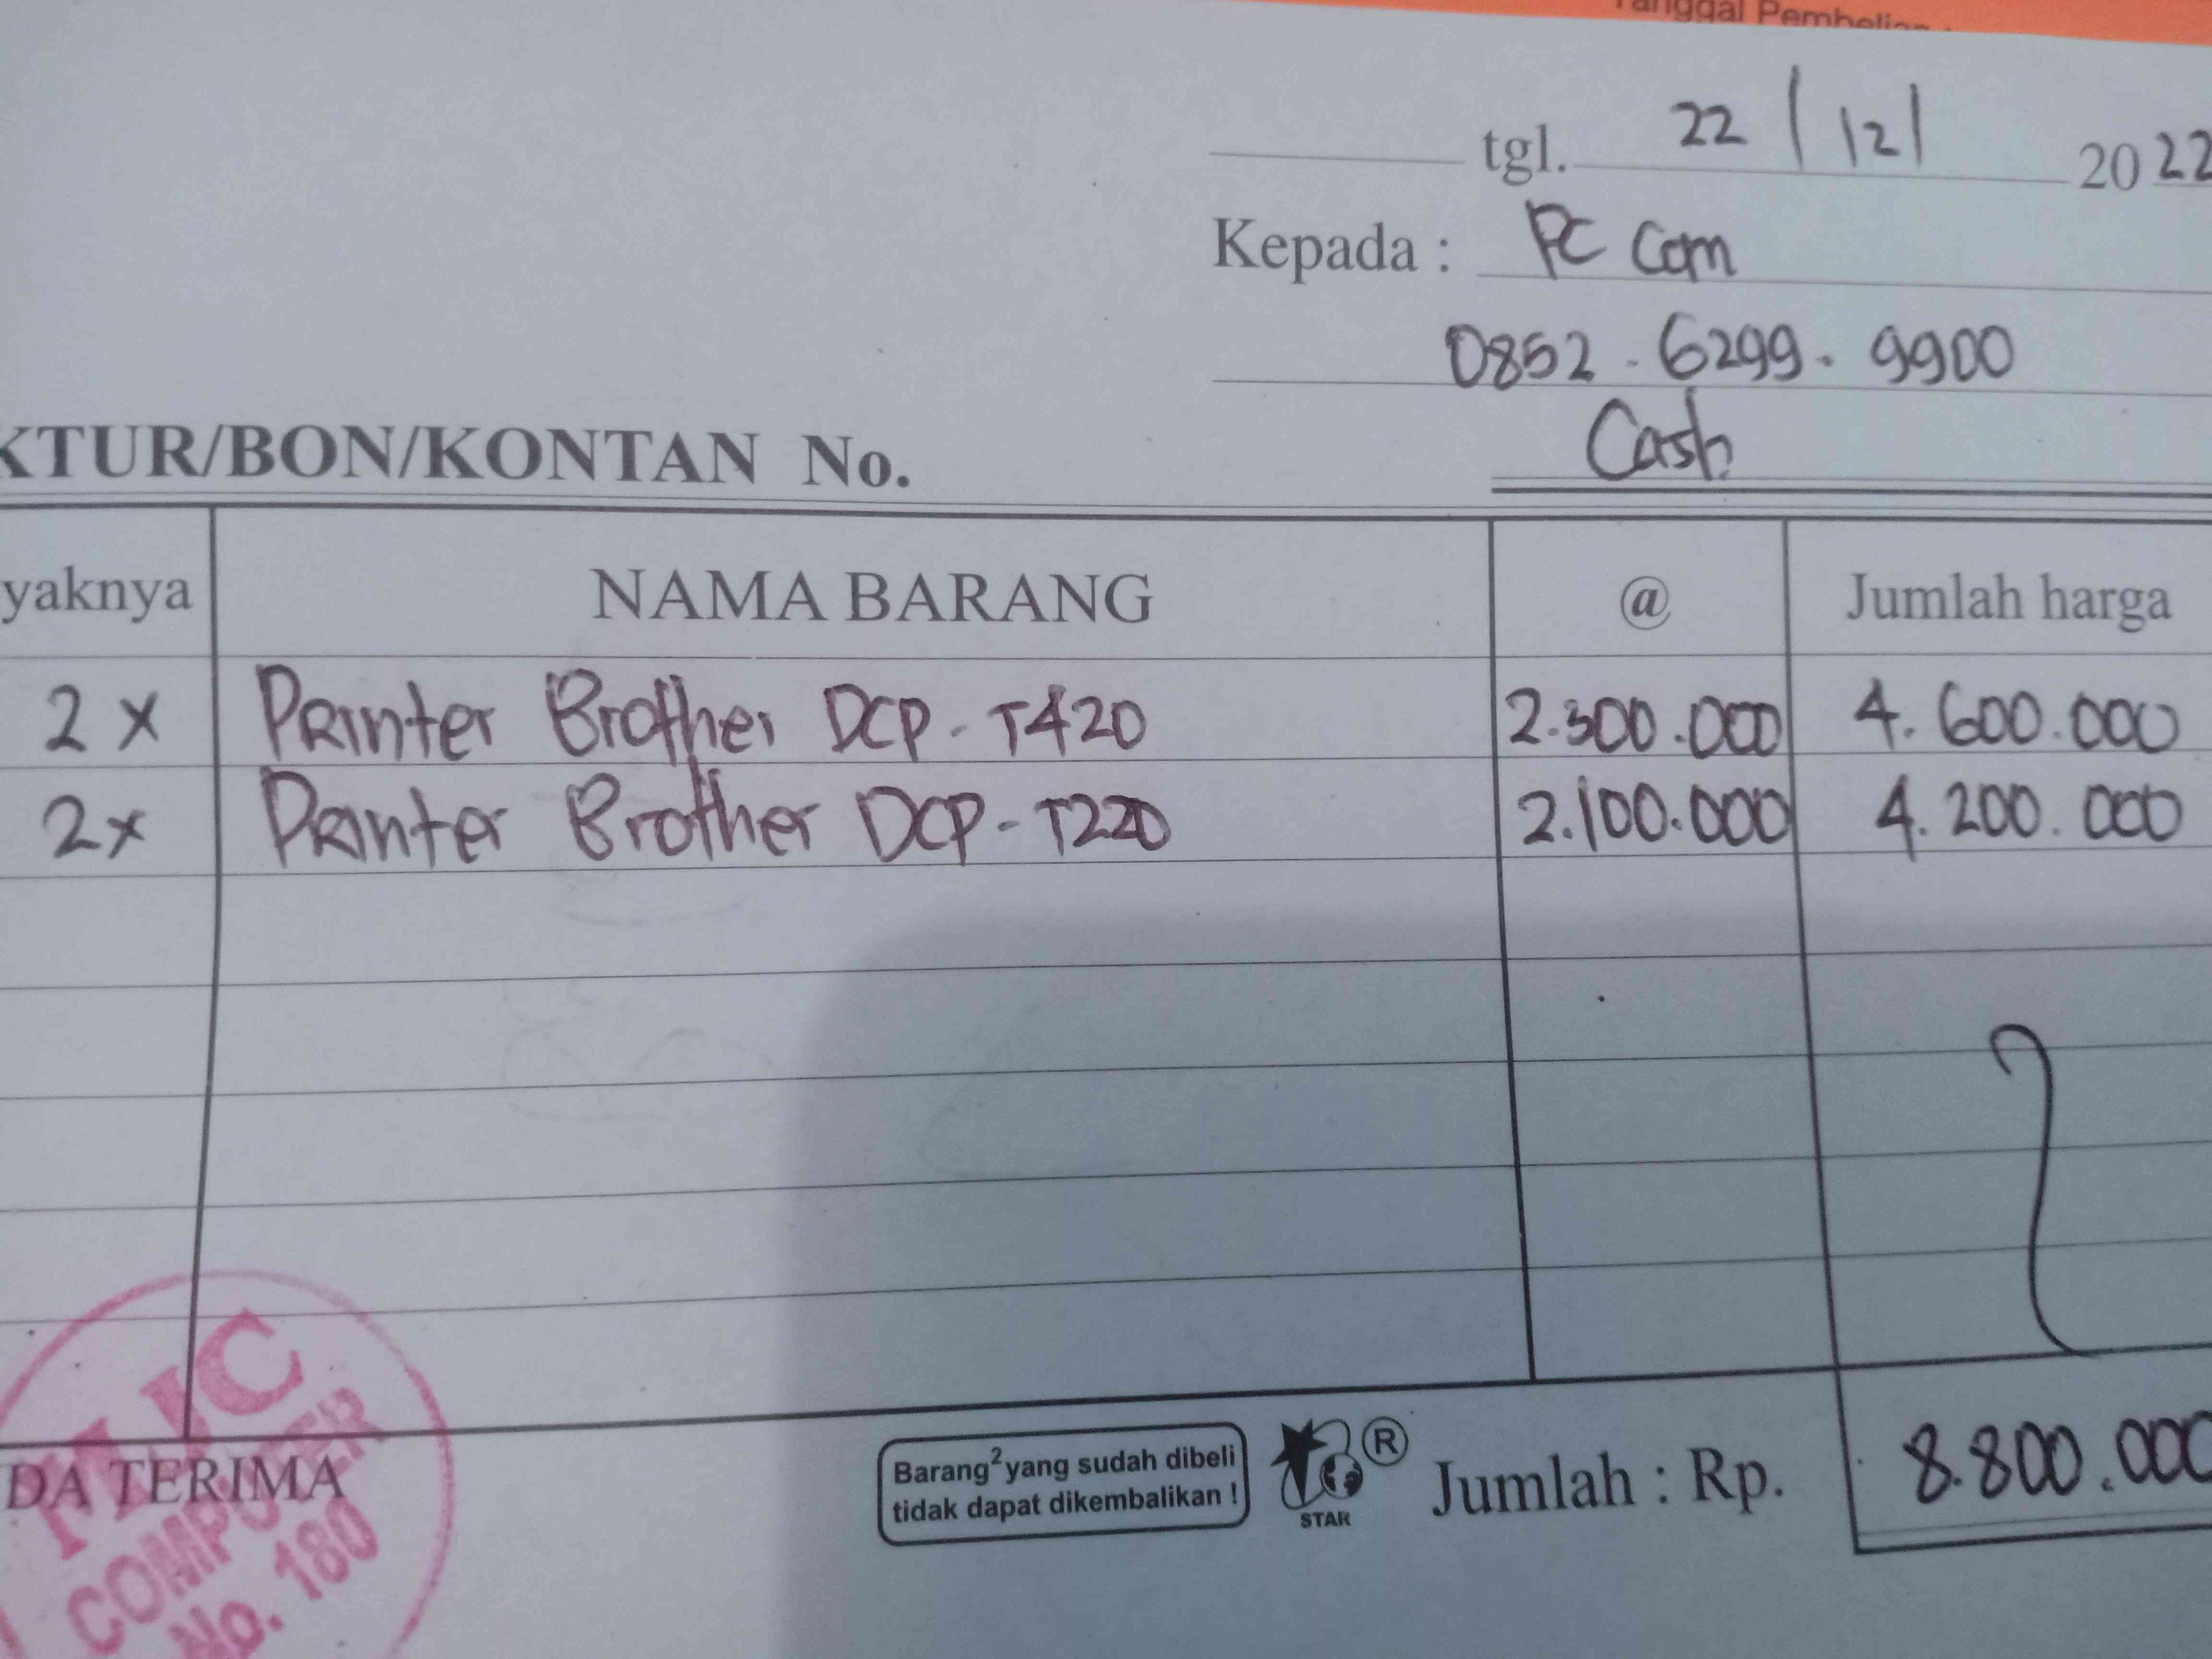 Tanggal Pembelian :
tgl. 22 / 12 / 2022
Kepada : PC Com
0852 - 6299 - 9900
Cash
KTUR/BON/KONTAN No.
yaknya NAMA BARANG @ Jumlah harga
2 x Printer Brother DCP - T420 2.300.000 4.600.000
2 x Printer Brother DCP - T220 2.100.000 4.200.000
DA TERIMA
COMPUTER
No. 180
Barang² yang sudah dibeli
tidak dapat dikembalikan !
STAR ®
Jumlah : Rp. 8.800.000